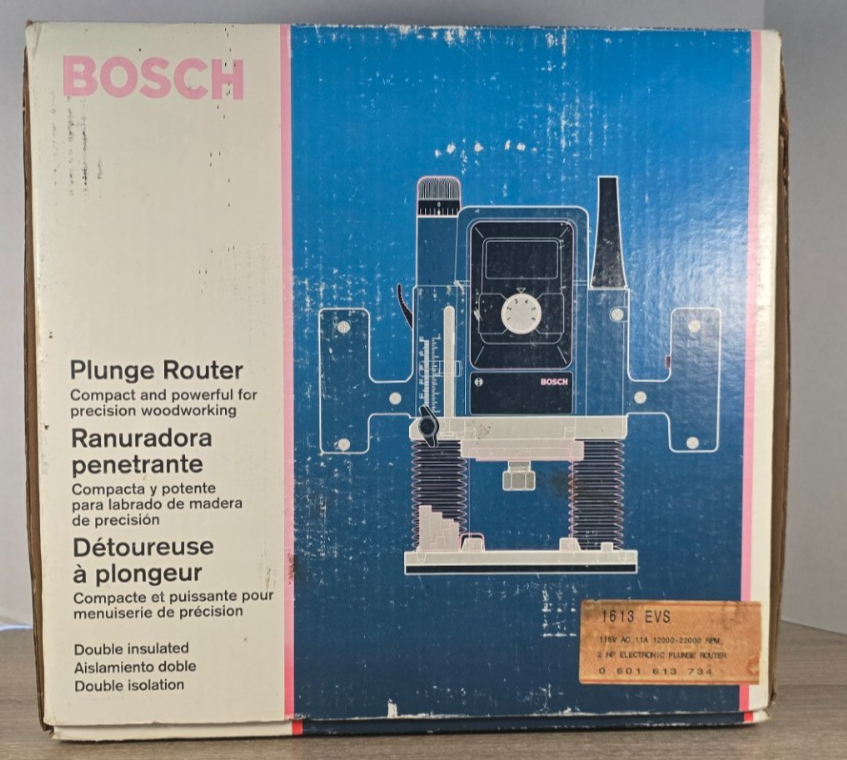 BOSCH
Plunge Router
Compact and powerful for
precision woodworking
Ranuradora
penetrante
Compacta y potente
para labrado de madera
de precisión
Détoureuse
à plongeur
Compacte et puissante pour
menuiserie de précision
Double insulated
Aislamiento doble
Double isolation
BOSCH
1613 EVS
115V AC 11A 12000-22000 RPM,
2 HP ELECTRONIC PLUNGE ROUTER
0 601 613 734